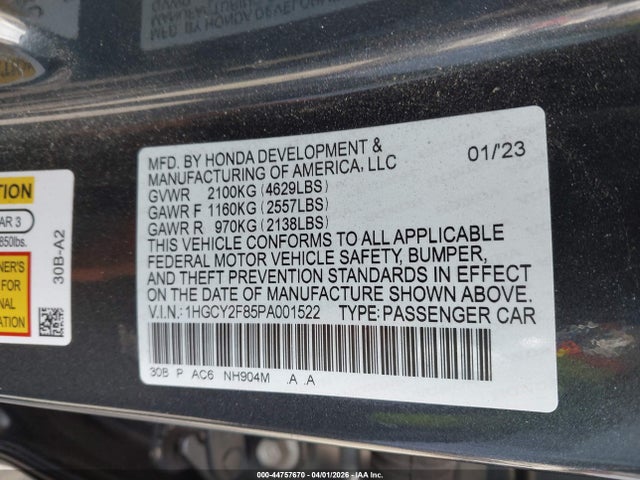 MFD. BY HONDA DEVELOPMENT &
MANUFACTURING OF AMERICA, LLC
01/'23
GVWR 2100KG (4629LBS)
GAWR F 1160KG (2557LBS)
GAWR R 970KG (2138LBS)
THIS VEHICLE CONFORMS TO ALL APPLICABLE
FEDERAL MOTOR VEHICLE SAFETY, BUMPER,
AND THEFT PREVENTION STANDARDS IN EFFECT
ON THE DATE OF MANUFACTURE SHOWN ABOVE.
V.I.N.: 1HGCY2F85PA001522 TYPE: PASSENGER CAR
30B P AC6 NH904M .A .A
TION
AR 3
850lbs.
NER'S
FOR
NAL
ATION
30B-A2
000-44757670 - 04/01/2026 - IAA Inc.